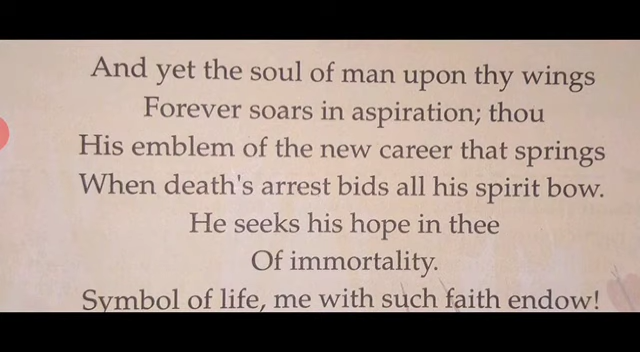 And yet the soul of man upon thy wings
Forever soars in aspiration; thou
His emblem of the new career that springs
When death's arrest bids all his spirit bow.
He seeks his hope in thee
Of immortality.
Symbol of life, me with such faith endow!